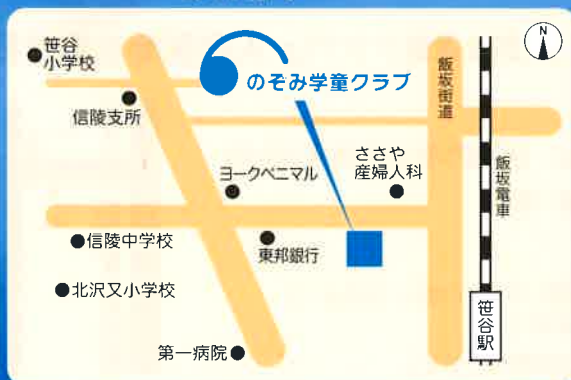 笹谷
小学校
N
のぞみ学童クラブ
飯坂街道
信陵支所
ささや
産婦人科
ヨークベニマル
飯坂電車
信陵中学校
東邦銀行
北沢又小学校
笹谷駅
第一病院